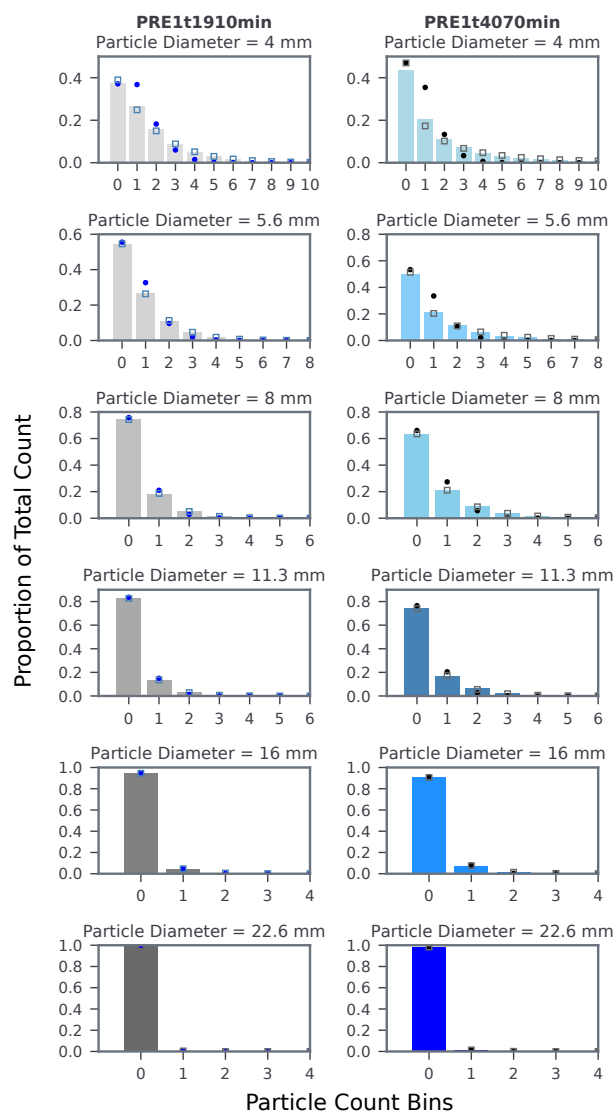 PRE1t1910min PRE1t4070min
Particle Diameter = 4 mm Particle Diameter = 4 mm
0.4 0.4
0.2 0.2
0.0 0.0
0 1 2 3 4 5 6 7 8 9 10 0 1 2 3 4 5 6 7 8 9 10
Particle Diameter = 5.6 mm Particle Diameter = 5.6 mm
0.6 0.6
0.4 0.4
0.2 0.2
0.0 0.0
0 1 2 3 4 5 6 7 8 0 1 2 3 4 5 6 7 8
Particle Diameter = 8 mm Particle Diameter = 8 mm
0.8 0.8
0.6 0.6
0.4 0.4
0.2 0.2
0.0 0.0
0 1 2 3 4 5 6 0 1 2 3 4 5 6
Proportion of Total Count
Particle Diameter = 11.3 mm Particle Diameter = 11.3 mm
0.8 0.8
0.6 0.6
0.4 0.4
0.2 0.2
0.0 0.0
0 1 2 3 4 5 6 0 1 2 3 4 5 6
Particle Diameter = 16 mm Particle Diameter = 16 mm
1.0 1.0
0.8 0.8
0.6 0.6
0.4 0.4
0.2 0.2
0.0 0.0
0 1 2 3 4 0 1 2 3 4
Particle Diameter = 22.6 mm Particle Diameter = 22.6 mm
1.0 1.0
0.8 0.8
0.6 0.6
0.4 0.4
0.2 0.2
0.0 0.0
0 1 2 3 4 0 1 2 3 4
Particle Count Bins